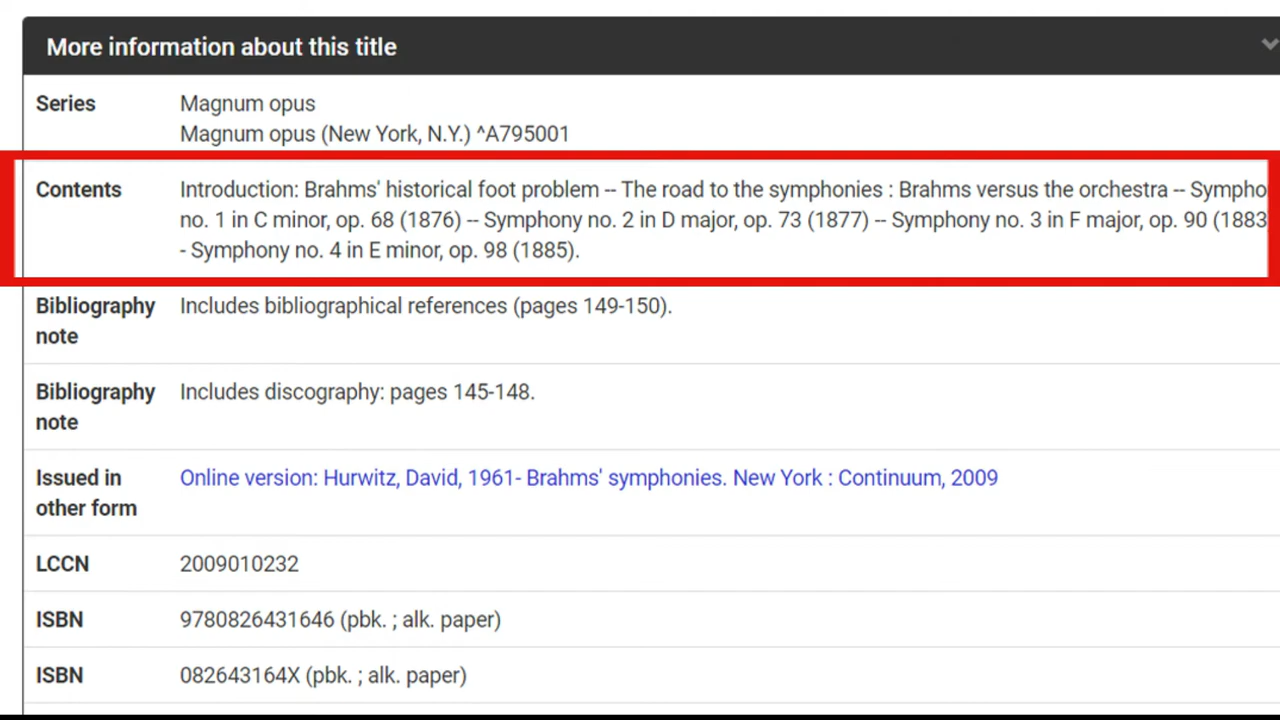 More information about this title
Series
Magnum opus
Magnum opus (New York, N.Y.) ^A795001
Contents
Introduction: Brahms' historical foot problem -- The road to the symphonies : Brahms versus the orchestra -- Sympho
no. 1 in C minor, op. 68 (1876) -- Symphony no. 2 in D major, op. 73 (1877) -- Symphony no. 3 in F major, op. 90 (1883
- Symphony no. 4 in E minor, op. 98 (1885).
Bibliography
note
Includes bibliographical references (pages 149-150).
Bibliography
note
Includes discography: pages 145-148.
Issued in
other form
Online version: Hurwitz, David, 1961- Brahms' symphonies. New York : Continuum, 2009
LCCN
2009010232
ISBN
9780826431646 (pbk. ; alk. paper)
ISBN
082643164X (pbk. ; alk. paper)